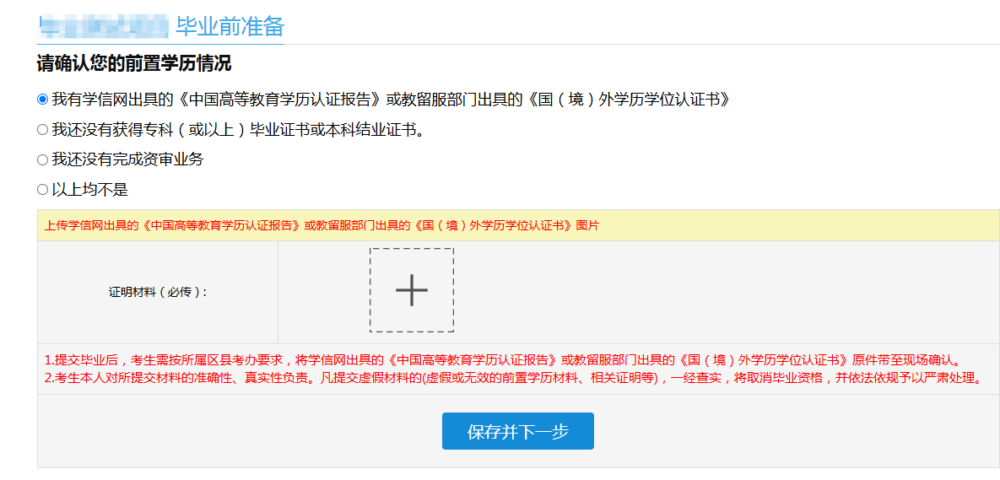 毕业前准备
请确认您的前置学历情况
我有学信网出具的《中国高等教育学历认证报告》或教留服部门出具的《国（境）外学历学位认证书》
我还没有获得专科（或以上）毕业证书或本科结业证书。
我还没有完成资审业务
以上均不是
上传学信网出具的《中国高等教育学历认证报告》或教留服部门出具的《国（境）外学历学位认证书》图片
证明材料（必传）：
1.提交毕业后，考生需按所属区县考办要求，将学信网出具的《中国高等教育学历认证报告》或教留服部门出具的《国（境）外学历学位认证书》原件带至现场确认。
2.考生本人对所提交材料的准确性、真实性负责。凡提交虚假材料的(虚假或无效的前置学历材料、相关证明等)，一经查实，将取消毕业资格，并依法依规予以严肃处理。
保存并下一步